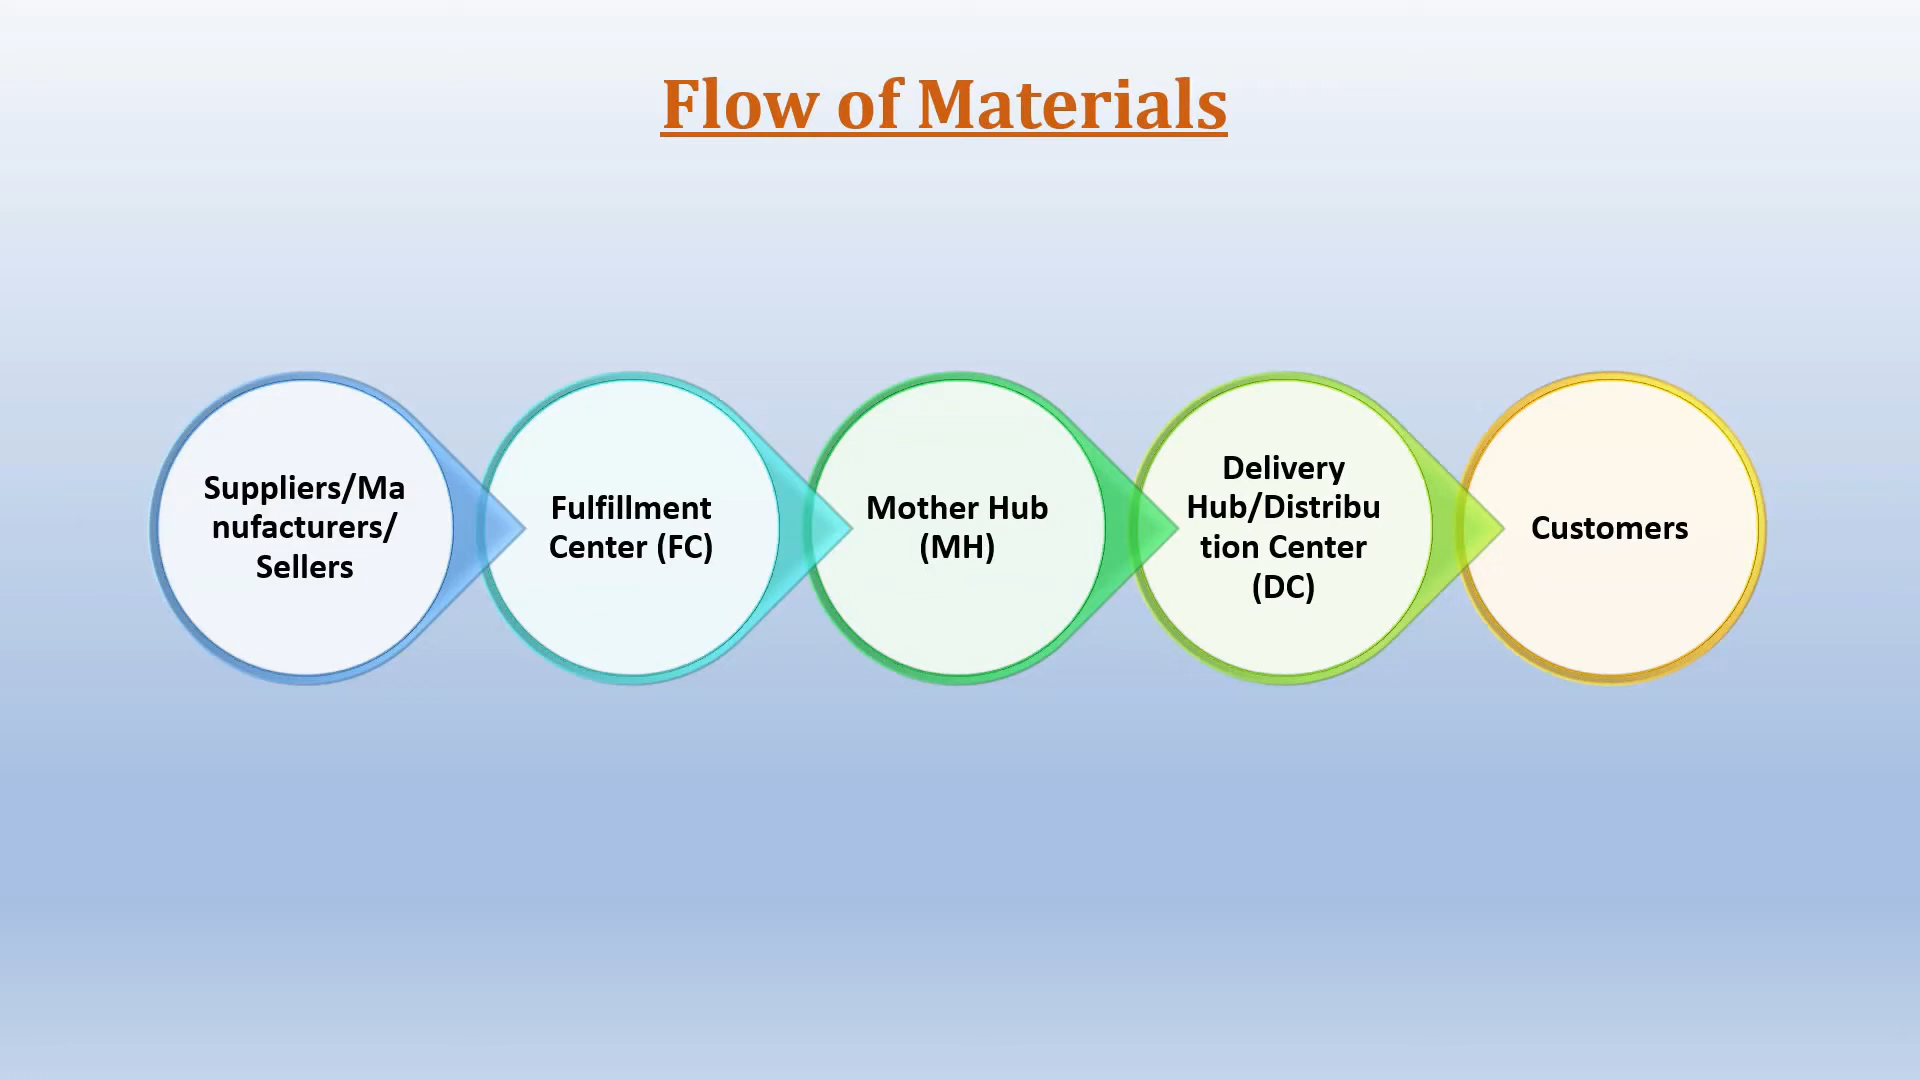 Flow of Materials
Suppliers/Ma
nufacturers/
Sellers
Fulfillment
Center (FC)
Mother Hub
(MH)
Delivery
Hub/Distribu
tion Center
(DC)
Customers